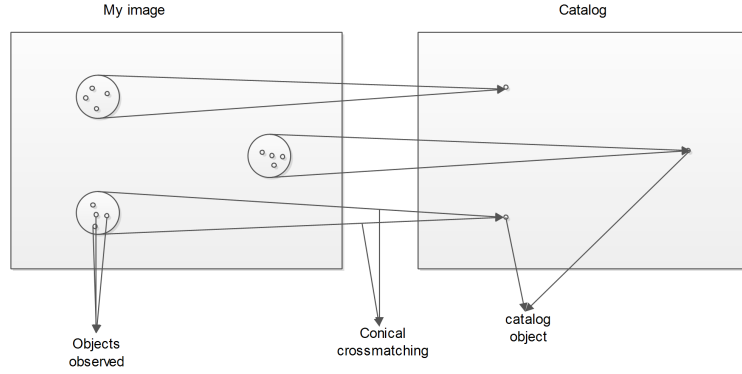 My image
Catalog
Objects
observed
Conical
crossmatching
catalog
object